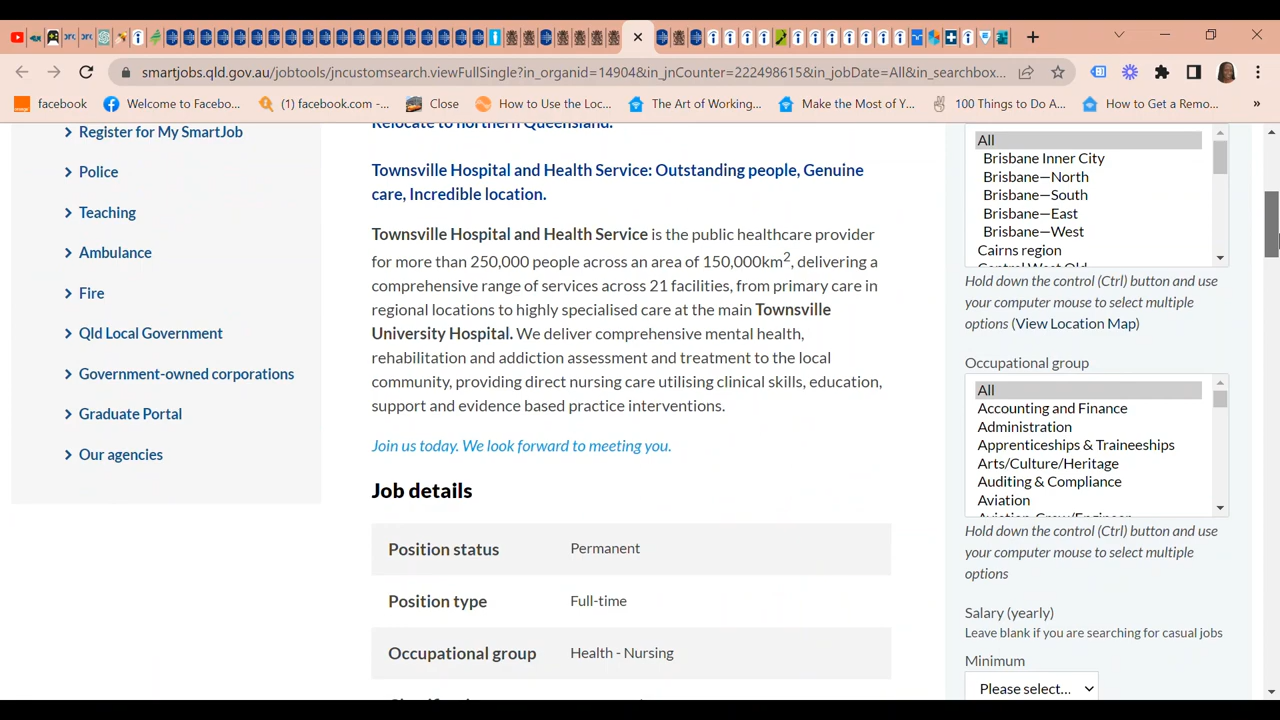 smartjobs.qld.gov.au/jobtools/jncustomsearch.viewFullSingle?in_organid=14904&in_jnCounter=222498615&in_jobDate=All&in_searchbox...
facebook
Welcome to Facebo...
(1) facebook.com -...
Close
How to Use the Loc...
The Art of Working...
Make the Most of Y...
100 Things to Do A...
How to Get a Remo...
»
Register for My SmartJob
Police
Teaching
Ambulance
Fire
Qld Local Government
Government-owned corporations
Graduate Portal
Our agencies
Relocate to northern Queensland.
Townsville Hospital and Health Service: Outstanding people, Genuine
care, Incredible location.
Townsville Hospital and Health Service is the public healthcare provider
for more than 250,000 people across an area of 150,000km², delivering a
comprehensive range of services across 21 facilities, from primary care in
regional locations to highly specialised care at the main Townsville
University Hospital. We deliver comprehensive mental health,
rehabilitation and addiction assessment and treatment to the local
community, providing direct nursing care utilising clinical skills, education,
support and evidence based practice interventions.
Join us today. We look forward to meeting you.
Job details
Position status Permanent
Position type Full-time
Occupational group Health - Nursing
All
Brisbane Inner City
Brisbane—North
Brisbane—South
Brisbane—East
Brisbane—West
Cairns region
Central West Qld
Hold down the control (Ctrl) button and use
your computer mouse to select multiple
options (View Location Map)
Occupational group
All
Accounting and Finance
Administration
Apprenticeships & Traineeships
Arts/Culture/Heritage
Auditing & Compliance
Aviation
Hold down the control (Ctrl) button and use
your computer mouse to select multiple
options
Salary (yearly)
Leave blank if you are searching for casual jobs
Minimum
Please select...